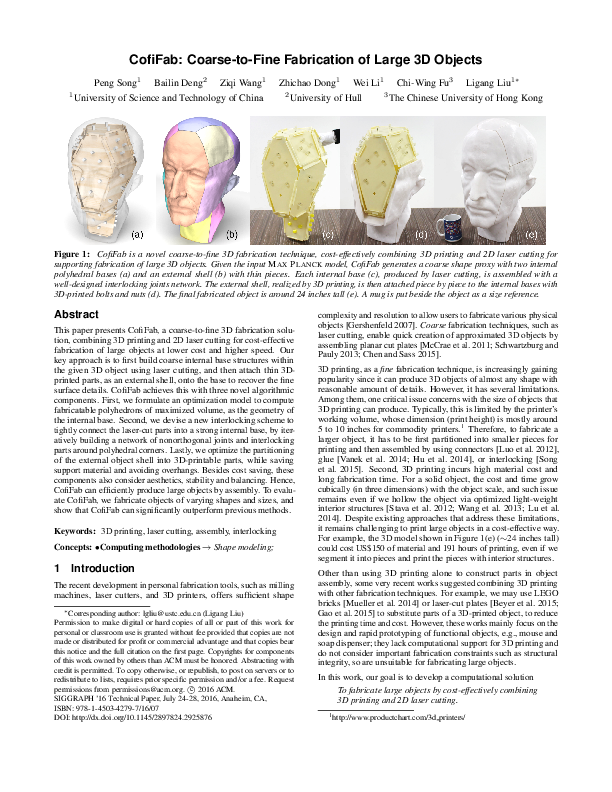 CofiFab: Coarse-to-Fine Fabrication of Large 3D Objects
Peng Song1 Bailin Deng2 Ziqi Wang1 Zhichao Dong1 Wei Li1 Chi-Wing Fu3 Ligang Liu1*
1University of Science and Technology of China 2University of Hull 3The Chinese University of Hong Kong
(a) (b) (c) (d) (e)
Figure 1: CofiFab is a novel coarse-to-fine 3D fabrication technique, cost-effectively combining 3D printing and 2D laser cutting for
supporting fabrication of large 3D objects. Given the input MAX PLANCK model, CofiFab generates a coarse shape proxy with two internal
polyhedral bases (a) and an external shell (b) with thin pieces. Each internal base (c), produced by laser cutting, is assembled with a
well-designed interlocking joints network. The external shell, realized by 3D printing, is then attached piece by piece to the internal bases with
3D-printed bolts and nuts (d). The final fabricated object is around 24 inches tall (e). A mug is put beside the object as a size reference.
Abstract
This paper presents CofiFab, a coarse-to-fine 3D fabrication solu-
tion, combining 3D printing and 2D laser cutting for cost-effective
fabrication of large objects at lower cost and higher speed. Our
key approach is to first build coarse internal base structures within
the given 3D object using laser cutting, and then attach thin 3D-
printed parts, as an external shell, onto the base to recover the fine
surface details. CofiFab achieves this with three novel algorithmic
components. First, we formulate an optimization model to compute
fabricatable polyhedrons of maximized volume, as the geometry of
the internal base. Second, we devise a new interlocking scheme to
tightly connect the laser-cut parts into a strong internal base, by iter-
atively building a network of nonorthogonal joints and interlocking
parts around polyhedral corners. Lastly, we optimize the partitioning
of the external object shell into 3D-printable parts, while saving
support material and avoiding overhangs. Besides cost saving, these
components also consider aesthetics, stability and balancing. Hence,
CofiFab can efficiently produce large objects by assembly. To evalu-
ate CofiFab, we fabricate objects of varying shapes and sizes, and
show that CofiFab can significantly outperform previous methods.
Keywords: 3D printing, laser cutting, assembly, interlocking
Concepts: •Computing methodologies → Shape modeling;
1 Introduction
The recent development in personal fabrication tools, such as milling
machines, laser cutters, and 3D printers, offers sufficient shape
*Corresponding author: lgliu@ustc.edu.cn (Ligang Liu)
Permission to make digital or hard copies of all or part of this work for
personal or classroom use is granted without fee provided that copies are not
made or distributed for profit or commercial advantage and that copies bear
this notice and the full citation on the first page. Copyrights for components
of this work owned by others than ACM must be honored. Abstracting with
credit is permitted. To copy otherwise, or republish, to post on servers or to
redistribute to lists, requires prior specific permission and/or a fee. Request
permissions from permissions@acm.org. © 2016 ACM.
SIGGRAPH '16 Technical Paper, July 24-28, 2016, Anaheim, CA,
ISBN: 978-1-4503-4279-7/16/07
DOI: http://dx.doi.org/10.1145/2897824.2925876
complexity and resolution to allow users to fabricate various physical
objects [Gershenfeld 2007]. Coarse fabrication techniques, such as
laser cutting, enable quick creation of approximated 3D objects by
assembling planar cut plates [McCrae et al. 2011; Schwartzburg and
Pauly 2013; Chen and Sass 2015].
3D printing, as a fine fabrication technique, is increasingly gaining
popularity since it can produce 3D objects of almost any shape with
reasonable amount of details. However, it has several limitations.
Among them, one critical issue concerns with the size of objects that
3D printing can produce. Typically, this is limited by the printer's
working volume, whose dimension (print height) is mostly around
5 to 10 inches for commodity printers.1 Therefore, to fabricate a
larger object, it has to be first partitioned into smaller pieces for
printing and then assembled by using connectors [Luo et al. 2012],
glue [Vanek et al. 2014; Hu et al. 2014], or interlocking [Song
et al. 2015]. Second, 3D printing incurs high material cost and
long fabrication time. For a solid object, the cost and time grow
cubically (in three dimensions) with the object scale, and such issue
remains even if we hollow the object via optimized light-weight
interior structures [Stava et al. 2012; Wang et al. 2013; Lu et al.
2014]. Despite existing approaches that address these limitations,
it remains challenging to print large objects in a cost-effective way.
For example, the 3D model shown in Figure 1(e) (∼24 inches tall)
could cost US$150 of material and 191 hours of printing, even if we
segment it into pieces and print the pieces with interior structures.
Other than using 3D printing alone to construct parts in object
assembly, some very recent works suggested combining 3D printing
with other fabrication techniques. For example, we may use LEGO
bricks [Mueller et al. 2014] or laser-cut plates [Beyer et al. 2015;
Gao et al. 2015] to substitute parts of a 3D-printed object, to reduce
the printing time and cost. However, these works mainly focus on the
design and rapid prototyping of functional objects, e.g., mouse and
soap dispenser; they lack computational support for 3D printing and
do not consider important fabrication constraints such as structural
integrity, so are unsuitable for fabricating large objects.
In this work, our goal is to develop a computational solution
To fabricate large objects by cost-effectively combining
3D printing and 2D laser cutting.
1http://www.productchart.com/3d_printers/